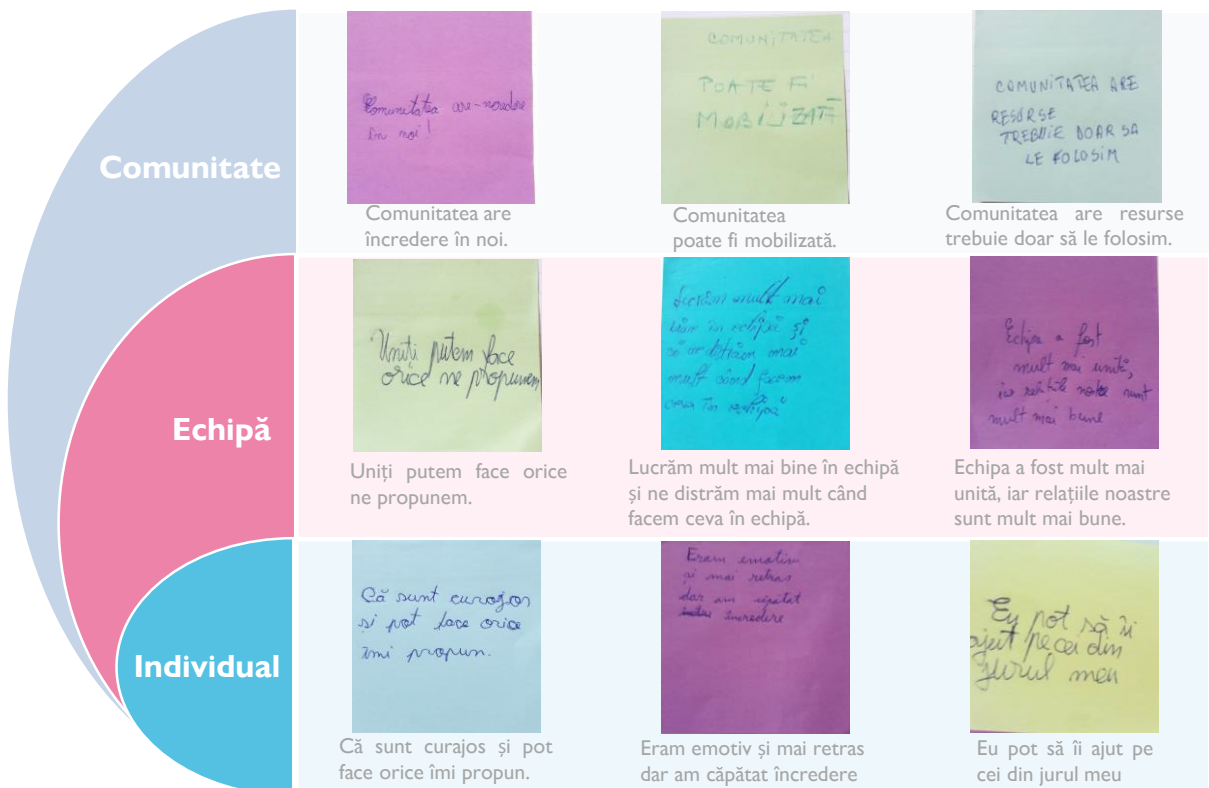 Comunitate
Comunitatea are-ncredere
în noi!
COMUNITATEA
POATE FI
MOBILIZATĂ
COMUNITATEA ARE
RESURSE
TREBUIE DOAR SA
LE FOLOSIM
Comunitatea are
încredere în noi.
Comunitatea
poate fi mobilizată.
Comunitatea are resurse
trebuie doar să le folosim.
Echipă
Uniți putem face
orice ne propunem
Lucrăm mult mai
bine în echipă și
ne distrăm mai
mult când facem
ceva în echipă
Echipa a fost
mult mai unită,
iar relațiile noastre sunt
mult mai bune
Uniți putem face orice
ne propunem.
Lucrăm mult mai bine în echipă
și ne distrăm mai mult când
facem ceva în echipă.
Echipa a fost mult mai
unită, iar relațiile noastre
sunt mult mai bune.
Individual
Că sunt curajos
și pot face orice
îmi propun.
Eram emotiv
și mai retras
dar am căpătat
încredere
Eu pot să îi
ajut pe cei din
jurul meu
Că sunt curajos și pot
face orice îmi propun.
Eram emotiv și mai retras
dar am căpătat încredere
Eu pot să îi ajut pe
cei din jurul meu